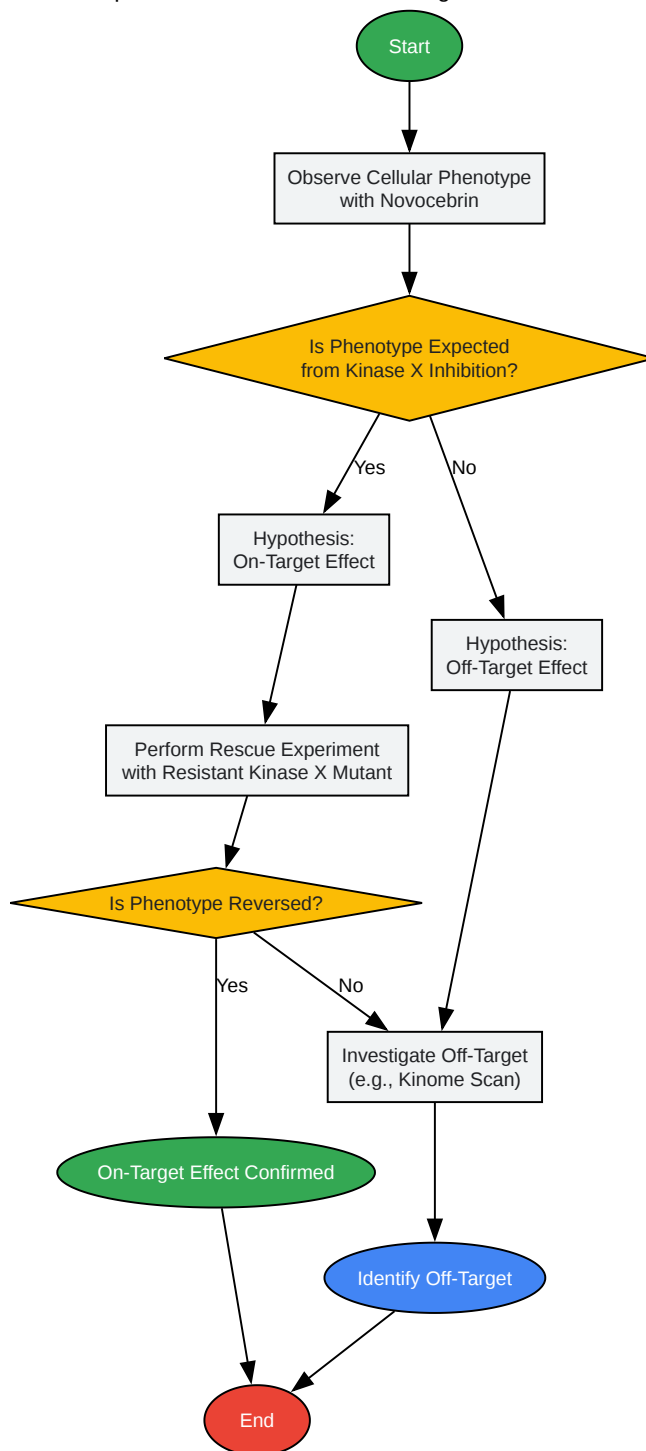 Start
Observe Cellular Phenotype
with Novocebrin
Is Phenotype Expected
from Kinase X Inhibition?
Yes
No
Hypothesis:
On-Target Effect
Hypothesis:
Off-Target Effect
Perform Rescue Experiment
with Resistant Kinase X Mutant
Is Phenotype Reversed?
Yes
No
Investigate Off-Target
(e.g., Kinome Scan)
On-Target Effect Confirmed
Identify Off-Target
End